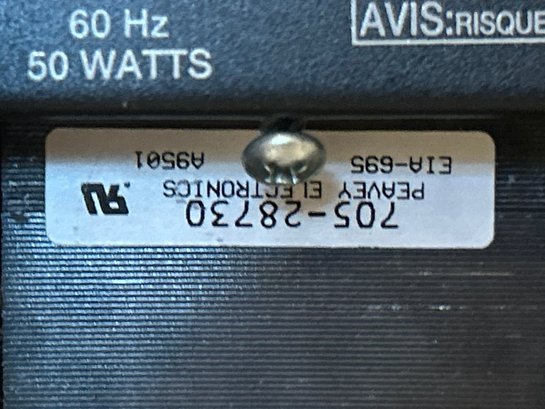 60 Hz
50 WATTS
AVIS:RISQUE
705-28730
PEAVEY ELECTRONICS
EIA-695 A9501